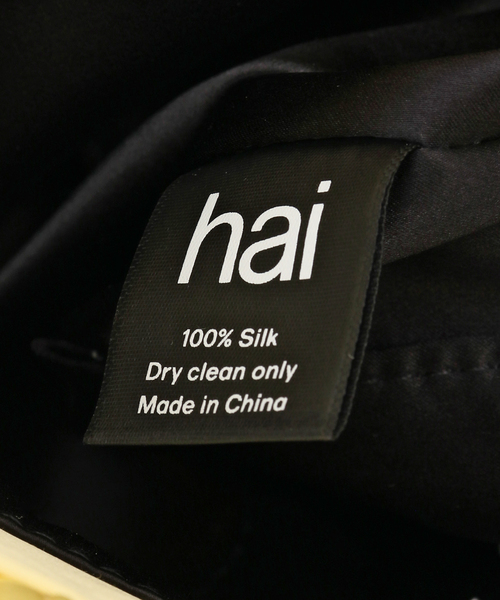 hai
100% Silk
Dry clean only
Made in China